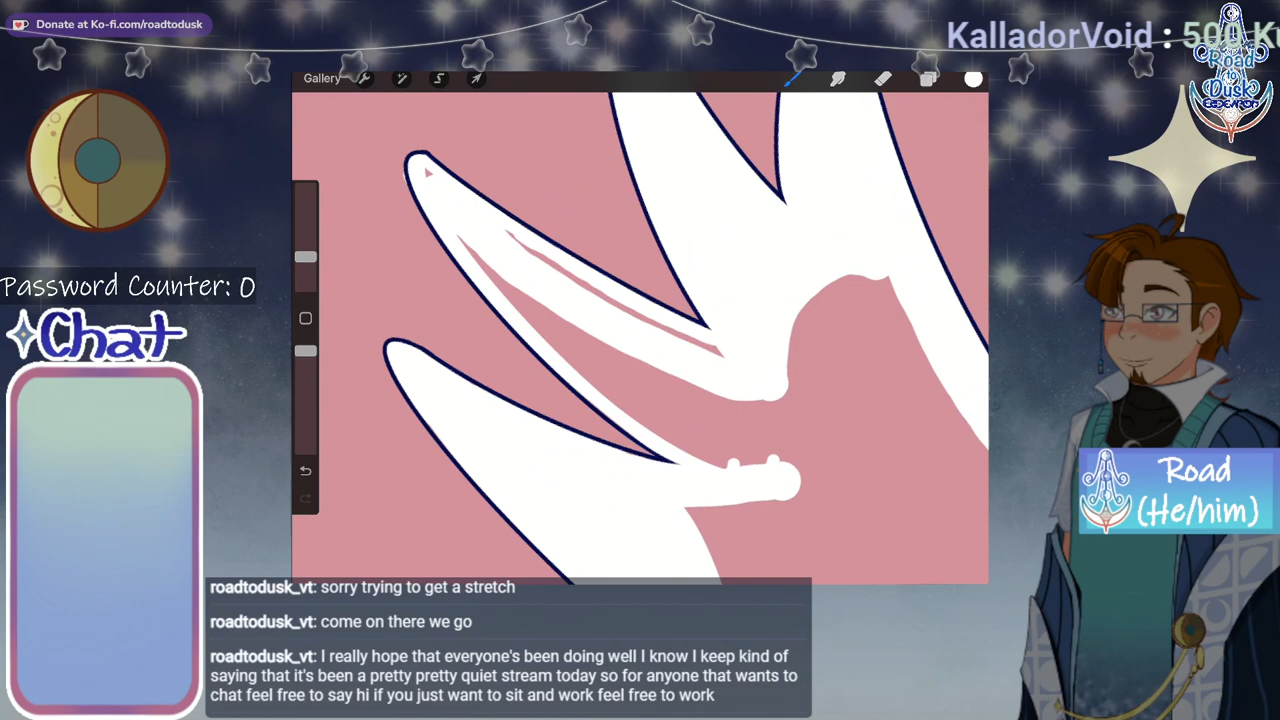 Donate at Ko-fi.com/roadtodusk
KalladorVoid : 500 K
Road
to
Dusk
Gallery
Password Counter: 0
Chat
Road
(He/him)
roadtodusk_vt: sorry trying to get a stretch
roadtodusk_vt: come on there we go
roadtodusk_vt: I really hope that everyone's been doing well I know I keep kind of
saying that it's been a pretty pretty quiet stream today so for anyone that wants to
chat feel free to say hi if you just want to sit and work feel free to work